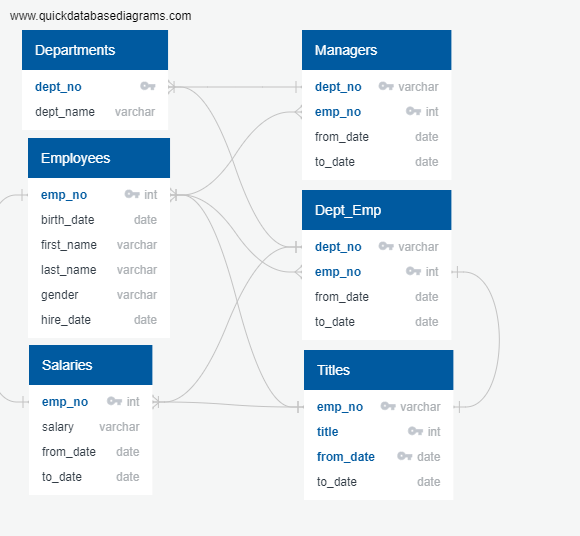 www.quickdatabasediagrams.com
Departments
dept_no
dept_name varchar
Employees
emp_no int
birth_date date
first_name varchar
last_name varchar
gender varchar
hire_date date
Salaries
emp_no int
salary varchar
from_date date
to_date date
Managers
dept_no varchar
emp_no int
from_date date
to_date date
Dept_Emp
dept_no varchar
emp_no int
from_date date
to_date date
Titles
emp_no varchar
title int
from_date date
to_date date